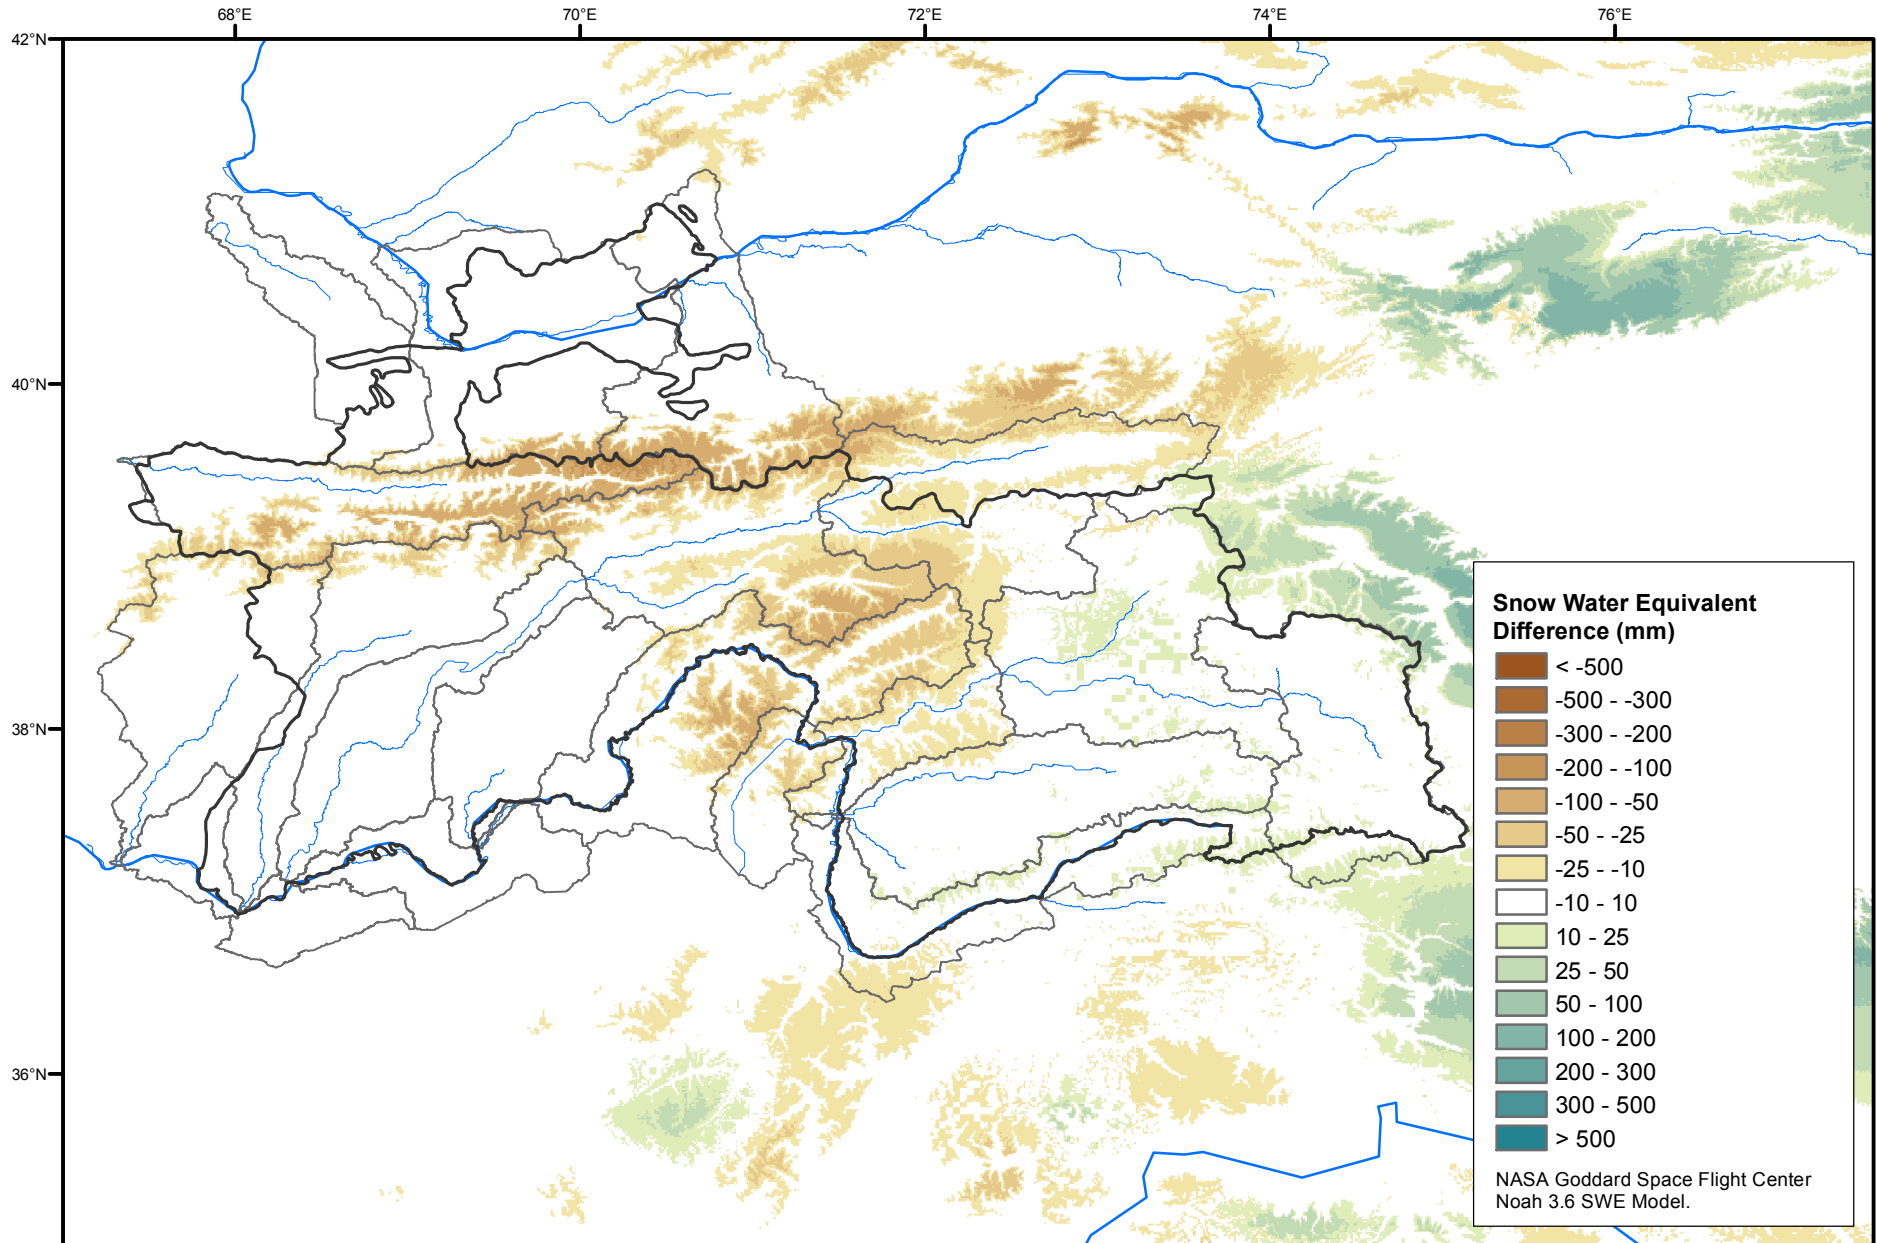 68°E 70°E 72°E 74°E 76°E
42°N
40°N
38°N
36°N
Snow Water Equivalent
Difference (mm)
< -500
-500 - -300
-300 - -200
-200 - -100
-100 - -50
-50 - -25
-25 - -10
-10 - 10
10 - 25
25 - 50
50 - 100
100 - 200
200 - 300
300 - 500
> 500
NASA Goddard Space Flight Center
Noah 3.6 SWE Model.